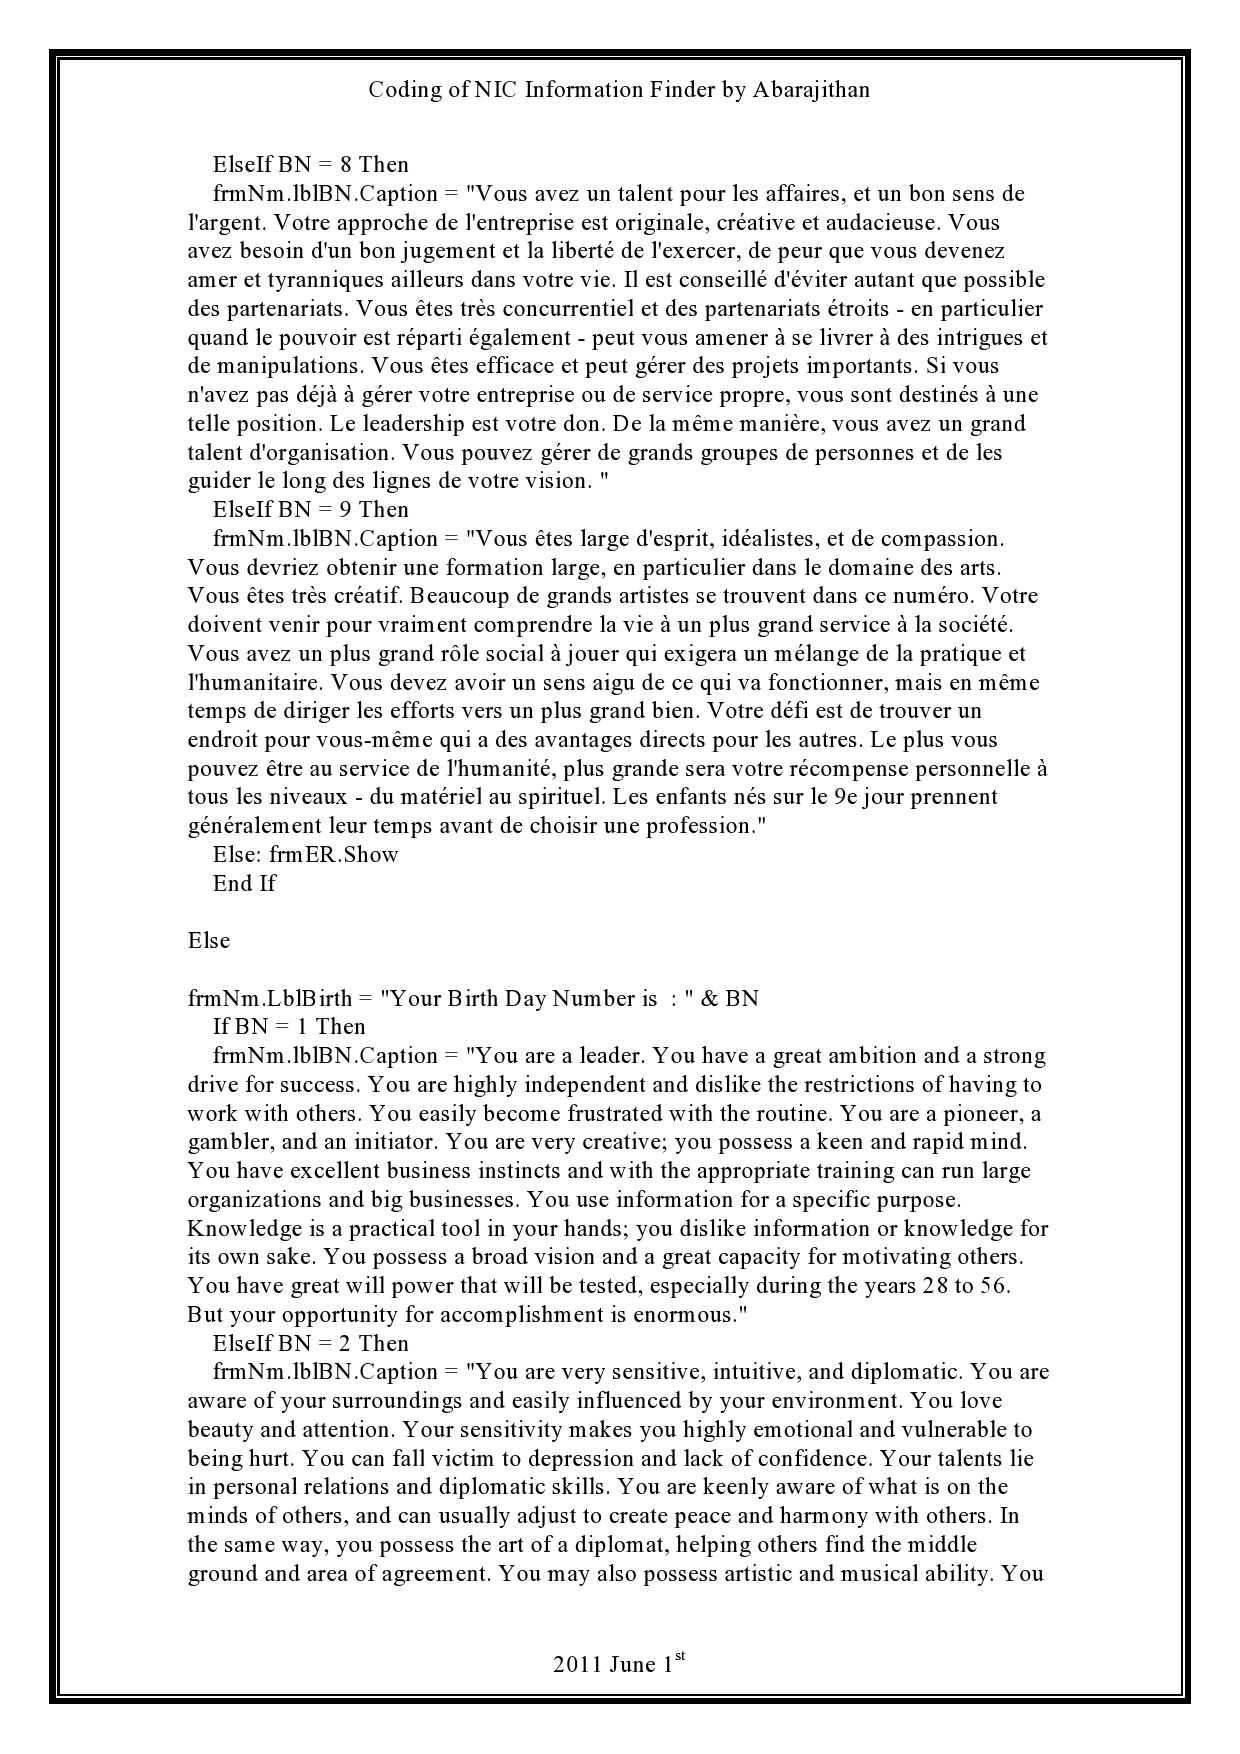 Coding of NIC Information Finder by Abarajithan
ElseIf BN = 8 Then
frmNm.lblBN.Caption = "Vous avez un talent pour les affaires, et un bon sens de
l'argent. Votre approche de l'entreprise est originale, créative et audacieuse. Vous
avez besoin d'un bon jugement et la liberté de l'exercer, de peur que vous devenez
amer et tyranniques ailleurs dans votre vie. Il est conseillé d'éviter autant que possible
des partenariats. Vous êtes très concurrentiel et des partenariats étroits - en particulier
quand le pouvoir est réparti également - peut vous amener à se livrer à des intrigues et
de manipulations. Vous êtes efficace et peut gérer des projets importants. Si vous
n'avez pas déjà à gérer votre entreprise ou de service propre, vous sont destinés à une
telle position. Le leadership est votre don. De la même manière, vous avez un grand
talent d'organisation. Vous pouvez gérer de grands groupes de personnes et de les
guider le long des lignes de votre vision. "
ElseIf BN = 9 Then
frmNm.lblBN.Caption = "Vous êtes large d'esprit, idéalistes, et de compassion.
Vous devriez obtenir une formation large, en particulier dans le domaine des arts.
Vous êtes très créatif. Beaucoup de grands artistes se trouvent dans ce numéro. Votre
doivent venir pour vraiment comprendre la vie à un plus grand service à la société.
Vous avez un plus grand rôle social à jouer qui exigera un mélange de la pratique et
l'humanitaire. Vous devez avoir un sens aigu de ce qui va fonctionner, mais en même
temps de diriger les efforts vers un plus grand bien. Votre défi est de trouver un
endroit pour vous-même qui a des avantages directs pour les autres. Le plus vous
pouvez être au service de l'humanité, plus grande sera votre récompense personnelle à
tous les niveaux - du matériel au spirituel. Les enfants nés sur le 9e jour prennent
généralement leur temps avant de choisir une profession."
Else: frmER.Show
End If
Else
frmNm.LblBirth = "Your Birth Day Number is  : " & BN
If BN = 1 Then
frmNm.lblBN.Caption = "You are a leader. You have a great ambition and a strong
drive for success. You are highly independent and dislike the restrictions of having to
work with others. You easily become frustrated with the routine. You are a pioneer, a
gambler, and an initiator. You are very creative; you possess a keen and rapid mind.
You have excellent business instincts and with the appropriate training can run large
organizations and big businesses. You use information for a specific purpose.
Knowledge is a practical tool in your hands; you dislike information or knowledge for
its own sake. You possess a broad vision and a great capacity for motivating others.
You have great will power that will be tested, especially during the years 28 to 56.
But your opportunity for accomplishment is enormous."
ElseIf BN = 2 Then
frmNm.lblBN.Caption = "You are very sensitive, intuitive, and diplomatic. You are
aware of your surroundings and easily influenced by your environment. You love
beauty and attention. Your sensitivity makes you highly emotional and vulnerable to
being hurt. You can fall victim to depression and lack of confidence. Your talents lie
in personal relations and diplomatic skills. You are keenly aware of what is on the
minds of others, and can usually adjust to create peace and harmony with others. In
the same way, you possess the art of a diplomat, helping others find the middle
ground and area of agreement. You may also possess artistic and musical ability. You
2011 June 1st